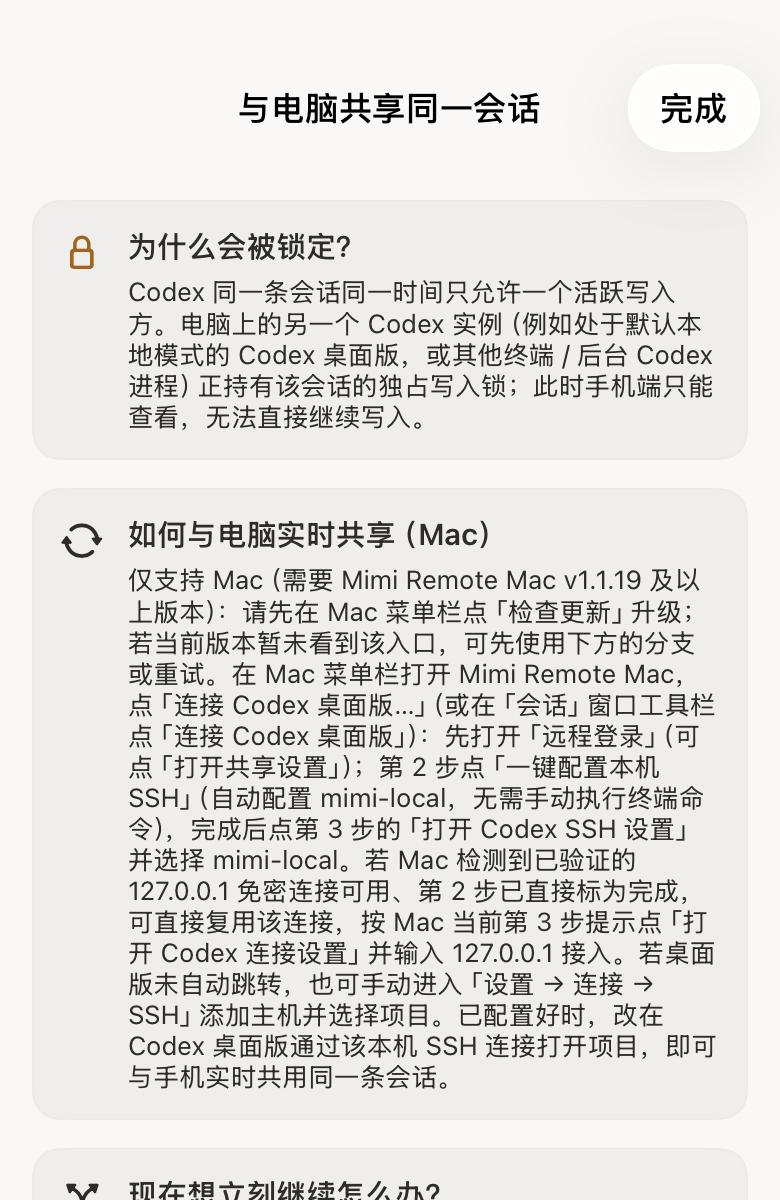 与电脑共享同一会话
完成
为什么会被锁定?
Codex 同一条会话同一时间只允许一个活跃写入
方。电脑上的另一个 Codex 实例（例如处于默认本
地模式的 Codex 桌面版，或其他终端 / 后台 Codex
进程）正持有该会话的独占写入锁；此时手机端只能
查看，无法直接继续写入。
如何与电脑实时共享（Mac）
仅支持 Mac（需要 Mimi Remote Mac v1.1.19 及以
上版本）：请先在 Mac 菜单栏点「检查更新」升级；
若当前版本暂未看到该入口，可先使用下方的分支
或重试。在 Mac 菜单栏打开 Mimi Remote Mac，
点「连接 Codex 桌面版…」（或在「会话」窗口工具栏
点「连接 Codex 桌面版」）：先打开「远程登录」（可
点「打开共享设置」）；第 2 步点「一键配置本机
SSH」（自动配置 mimi-local，无需手动执行终端命
令），完成后点第 3 步的「打开 Codex SSH 设置」
并选择 mimi-local。若 Mac 检测到已验证的
127.0.0.1 免密连接可用、第 2 步已直接标为完成，
可直接复用该连接，按 Mac 当前第 3 步提示点「打
开 Codex 连接设置」并输入 127.0.0.1 接入。若桌面
版未自动跳转，也可手动进入「设置 → 连接 →
SSH」添加主机并选择项目。已配置好时，改在
Codex 桌面版通过该本机 SSH 连接打开项目，即可
与手机实时共用同一条会话。
现在想立刻继续怎么办?